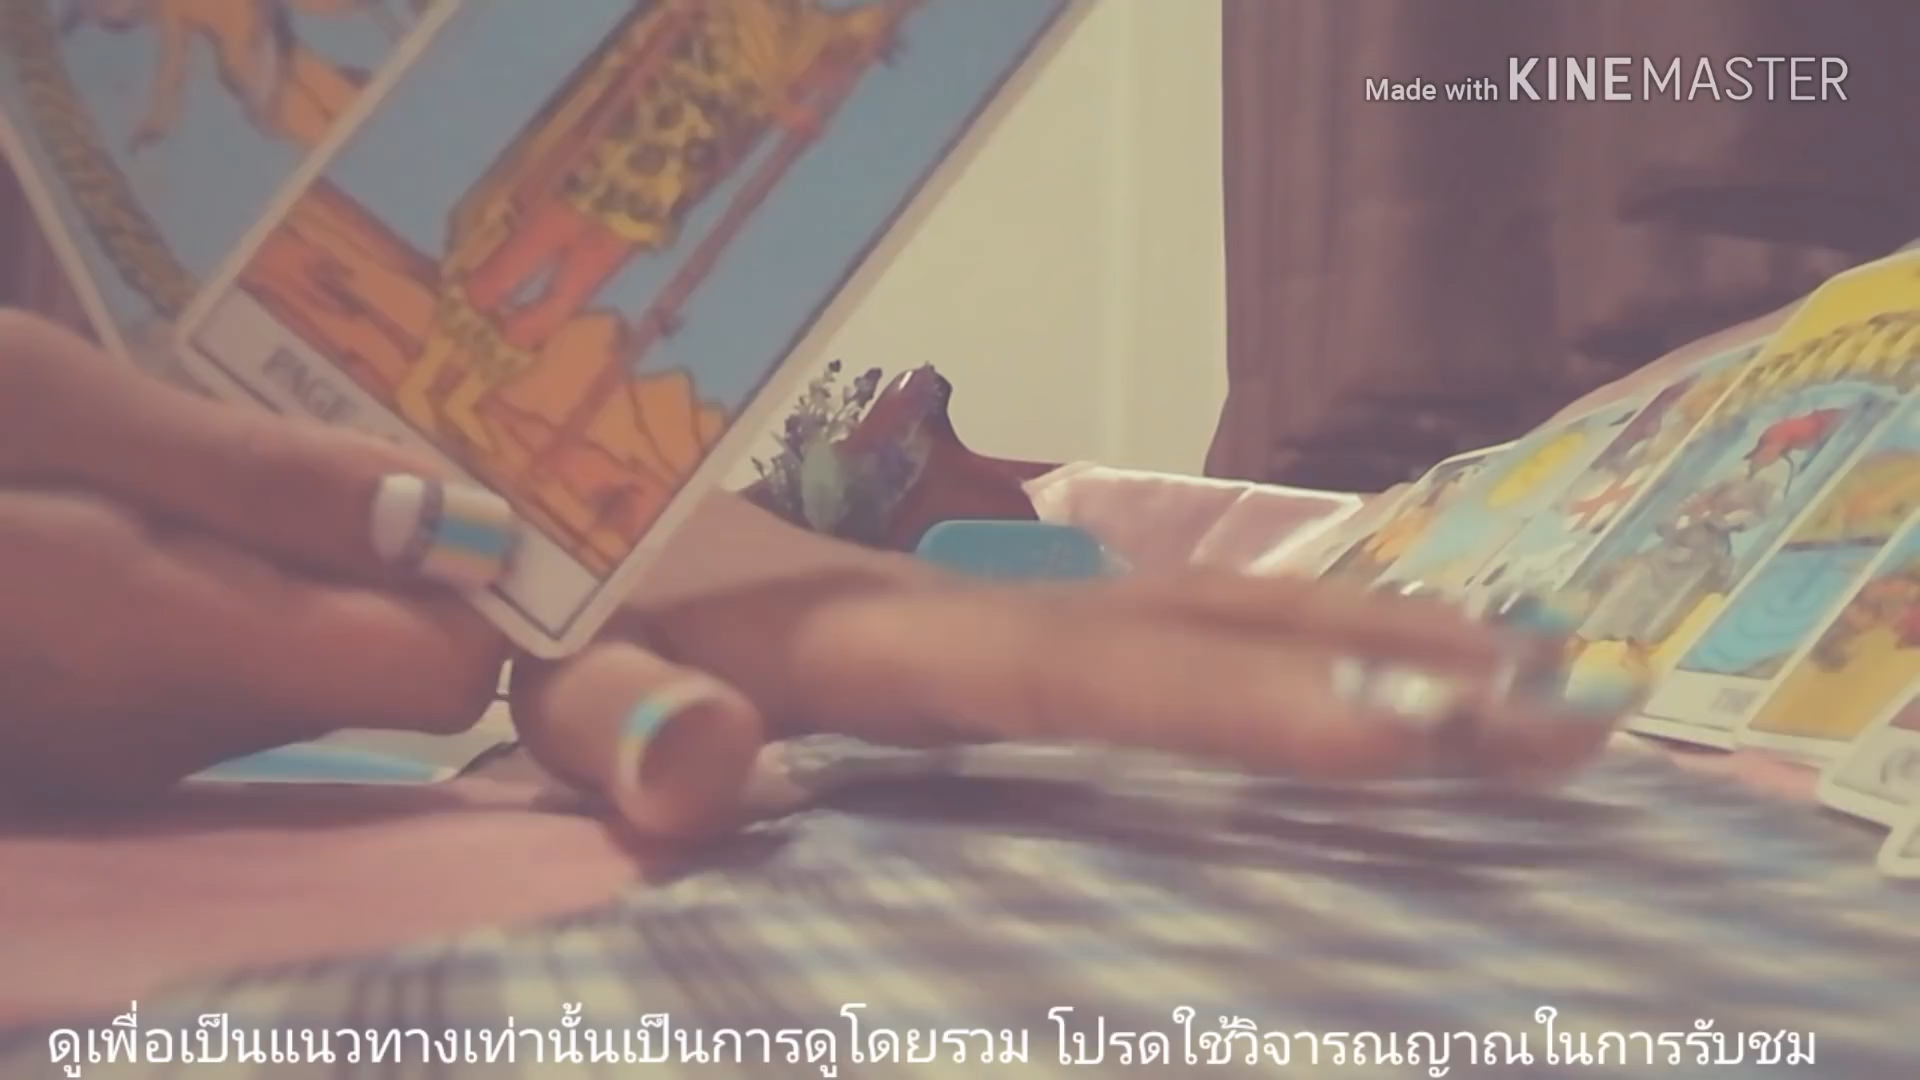 Made with KINEMASTER
PAGE
ดูเพื่อเป็นแนวทางเท่านั้นเป็นการดูโดยรวม โปรดใช้วิจารณญาณในการรับชม